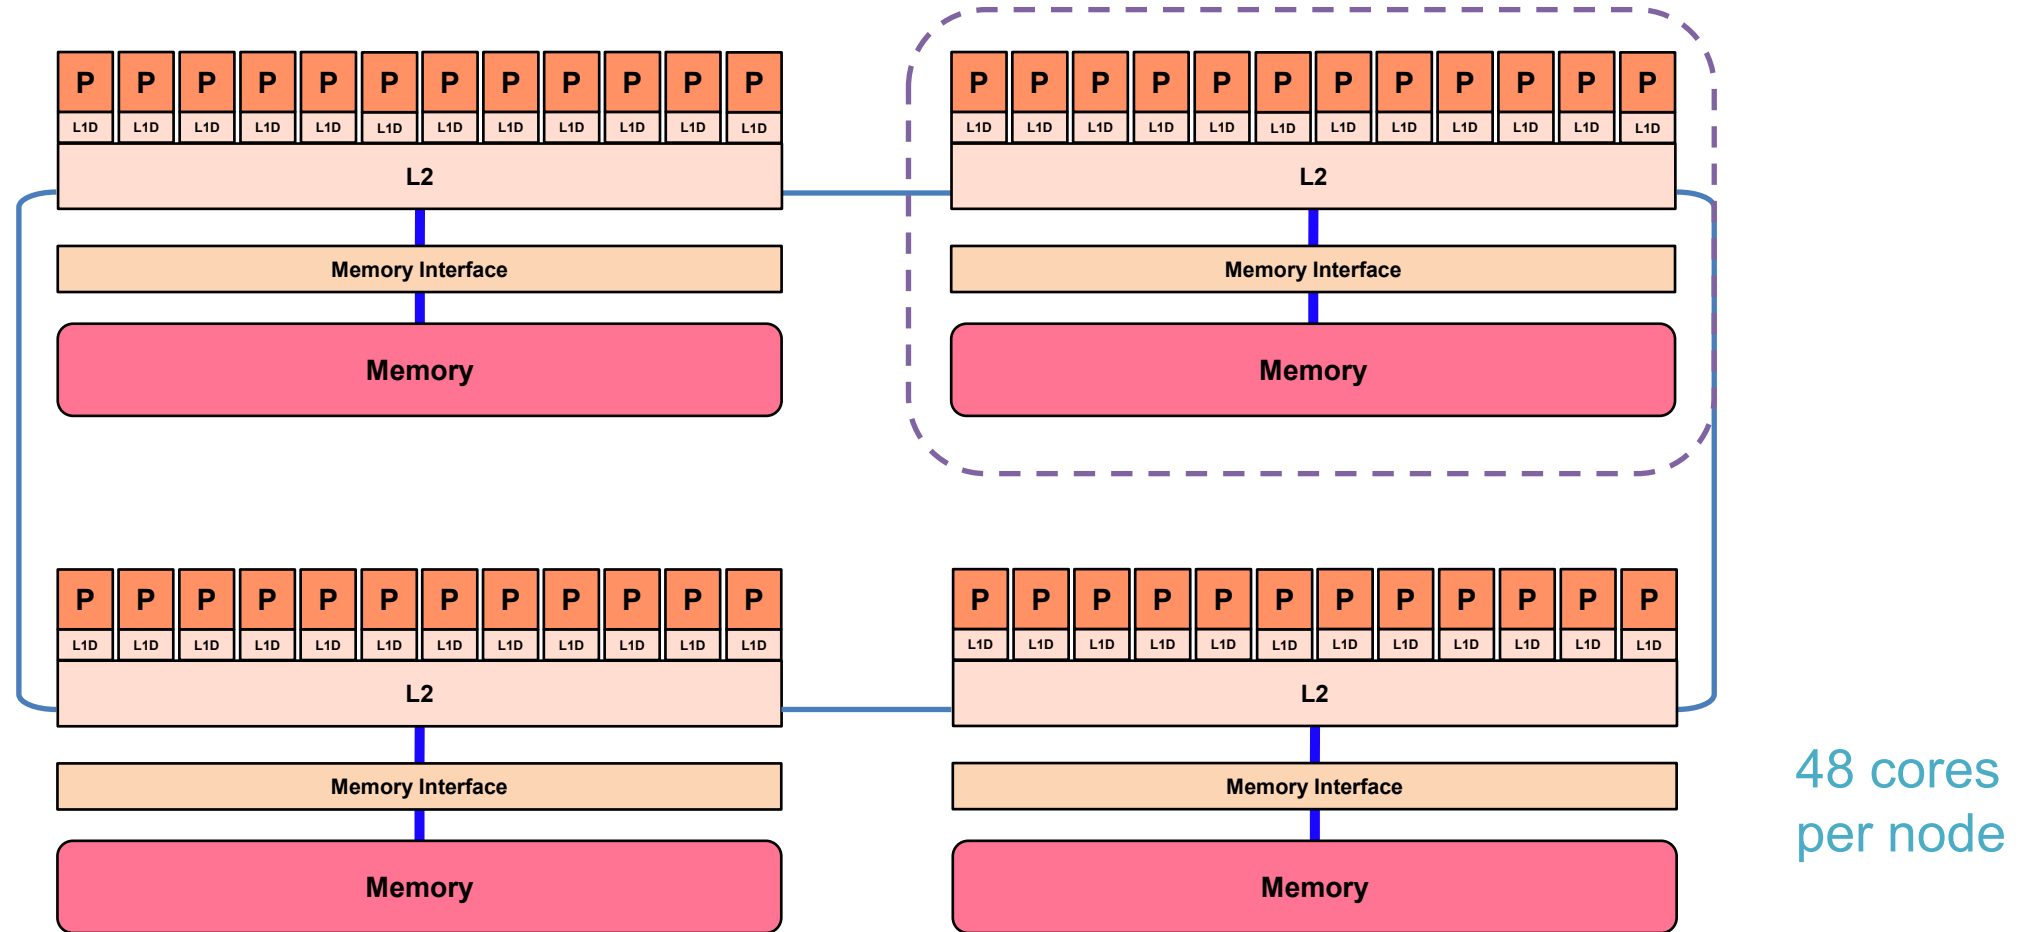 P P P P P P P P P P P P
L1D L1D L1D L1D L1D L1D L1D L1D L1D L1D L1D L1D
L2
Memory Interface
Memory
P P P P P P P P P P P P
L1D L1D L1D L1D L1D L1D L1D L1D L1D L1D L1D L1D
L2
Memory Interface
Memory
P P P P P P P P P P P P
L1D L1D L1D L1D L1D L1D L1D L1D L1D L1D L1D L1D
L2
Memory Interface
Memory
P P P P P P P P P P P P
L1D L1D L1D L1D L1D L1D L1D L1D L1D L1D L1D L1D
L2
Memory Interface
Memory
48 cores
per node